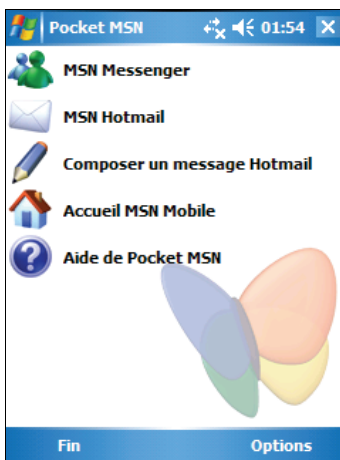 Pocket MSN 01:54
MSN Messenger
MSN Hotmail
Composer un message Hotmail
Accueil MSN Mobile
Aide de Pocket MSN
Fin Options